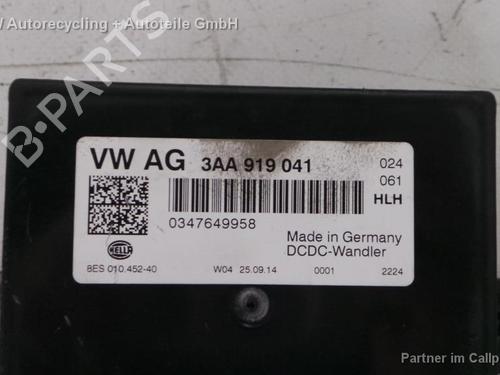 / Autorecycling + Autoteile GmbH
B-PARTS
VW AG 3AA 919 041
024
061
HLH
0347649958
Made in Germany
DCDC-Wandler
HELLA
8ES 010.452-40
W04 25.09.14 0001 2224
Partner im Callp